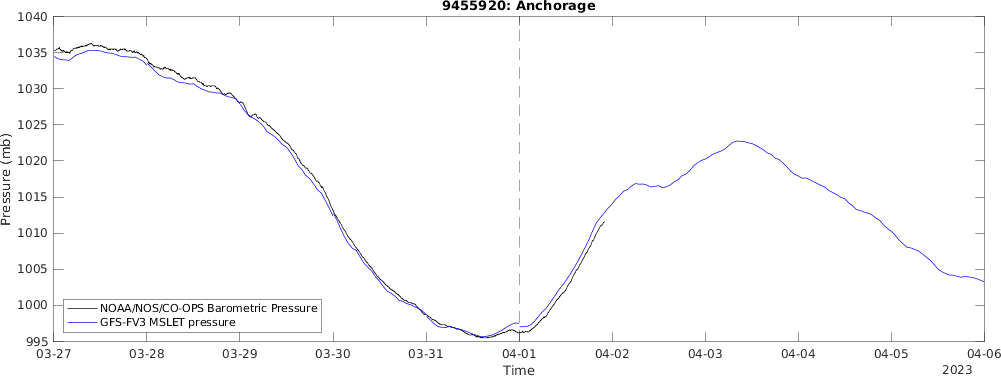 9455920: Anchorage
1040
1035
1030
1025
1020
1015
1010
1005
1000
995
Pressure (mb)
NOAA/NOS/CO-OPS Barometric Pressure
GFS-FV3 MSLET pressure
03-27 03-28 03-29 03-30 03-31 04-01 04-02 04-03 04-04 04-05 04-06
Time
2023